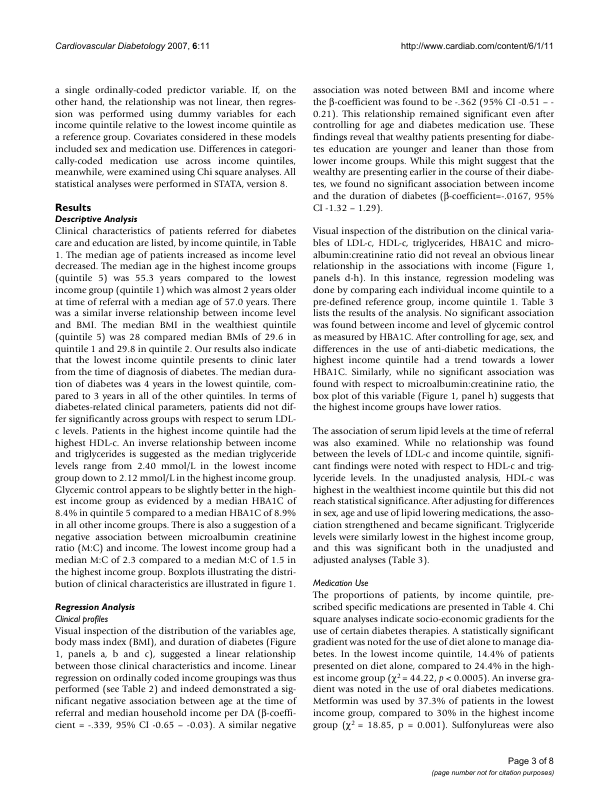 Cardiovascular Diabetology 2007, 6:11
http://www.cardiab.com/content/6/1/11
a single ordinally-coded predictor variable. If, on the
other hand, the relationship was not linear, then regres-
sion was performed using dummy variables for each
income quintile relative to the lowest income quintile as
a reference group. Covariates considered in these models
included sex and medication use. Differences in categori-
cally-coded medication use across income quintiles,
meanwhile, were examined using Chi square analyses. All
statistical analyses were performed in STATA, version 8.
Results
Descriptive Analysis
Clinical characteristics of patients referred for diabetes
care and education are listed, by income quintile, in Table
1. The median age of patients increased as income level
decreased. The median age in the highest income groups
(quintile 5) was 55.3 years compared to the lowest
income group (quintile 1) which was almost 2 years older
at time of referral with a median age of 57.0 years. There
was a similar inverse relationship between income level
and BMI. The median BMI in the wealthiest quintile
(quintile 5) was 28 compared median BMIs of 29.6 in
quintile 1 and 29.8 in quintile 2. Our results also indicate
that the lowest income quintile presents to clinic later
from the time of diagnosis of diabetes. The median dura-
tion of diabetes was 4 years in the lowest quintile, com-
pared to 3 years in all of the other quintiles. In terms of
diabetes-related clinical parameters, patients did not dif-
fer significantly across groups with respect to serum LDL-
c levels. Patients in the highest income quintile had the
highest HDL-c. An inverse relationship between income
and triglycerides is suggested as the median triglyceride
levels range from 2.40 mmol/L in the lowest income
group down to 2.12 mmol/L in the highest income group.
Glycemic control appears to be slightly better in the high-
est income group as evidenced by a median HBA1C of
8.4% in quintile 5 compared to a median HBA1C of 8.9%
in all other income groups. There is also a suggestion of a
negative association between microalbumin creatinine
ratio (M:C) and income. The lowest income group had a
median M:C of 2.3 compared to a median M:C of 1.5 in
the highest income group. Boxplots illustrating the distri-
bution of clinical characteristics are illustrated in figure 1.
Regression Analysis
Clinical profiles
Visual inspection of the distribution of the variables age,
body mass index (BMI), and duration of diabetes (Figure
1, panels a, b and c), suggested a linear relationship
between those clinical characteristics and income. Linear
regression on ordinally coded income groupings was thus
performed (see Table 2) and indeed demonstrated a sig-
nificant negative association between age at the time of
referral and median household income per DA (β-coeffi-
cient = -.339, 95% CI -0.65 – -0.03). A similar negative
association was noted between BMI and income where
the β-coefficient was found to be -.362 (95% CI -0.51 – -
0.21). This relationship remained significant even after
controlling for age and diabetes medication use. These
findings reveal that wealthy patients presenting for diabe-
tes education are younger and leaner than those from
lower income groups. While this might suggest that the
wealthy are presenting earlier in the course of their diabe-
tes, we found no significant association between income
and the duration of diabetes (β-coefficient=-.0167, 95%
CI -1.32 – 1.29).
Visual inspection of the distribution on the clinical varia-
bles of LDL-c, HDL-c, triglycerides, HBA1C and micro-
albumin:creatinine ratio did not reveal an obvious linear
relationship in the associations with income (Figure 1,
panels d-h). In this instance, regression modeling was
done by comparing each individual income quintile to a
pre-defined reference group, income quintile 1. Table 3
lists the results of the analysis. No significant association
was found between income and level of glycemic control
as measured by HBA1C. After controlling for age, sex, and
differences in the use of anti-diabetic medications, the
highest income quintile had a trend towards a lower
HBA1C. Similarly, while no significant association was
found with respect to microalbumin:creatinine ratio, the
box plot of this variable (Figure 1, panel h) suggests that
the highest income groups have lower ratios.
The association of serum lipid levels at the time of referral
was also examined. While no relationship was found
between the levels of LDL-c and income quintile, signifi-
cant findings were noted with respect to HDL-c and trig-
lyceride levels. In the unadjusted analysis, HDL-c was
highest in the wealthiest income quintile but this did not
reach statistical significance. After adjusting for differences
in sex, age and use of lipid lowering medications, the asso-
ciation strengthened and became significant. Triglyceride
levels were similarly lowest in the highest income group,
and this was significant both in the unadjusted and
adjusted analyses (Table 3).
Medication Use
The proportions of patients, by income quintile, pre-
scribed specific medications are presented in Table 4. Chi
square analyses indicate socio-economic gradients for the
use of certain diabetes therapies. A statistically significant
gradient was noted for the use of diet alone to manage dia-
betes. In the lowest income quintile, 14.4% of patients
presented on diet alone, compared to 24.4% in the high-
est income group (χ² = 44.22, p < 0.0005). An inverse gra-
dient was noted in the use of oral diabetes medications.
Metformin was used by 37.3% of patients in the lowest
income group, compared to 30% in the highest income
group (χ² = 18.85, p = 0.001). Sulfonylureas were also
Page 3 of 8
(page number not for citation purposes)